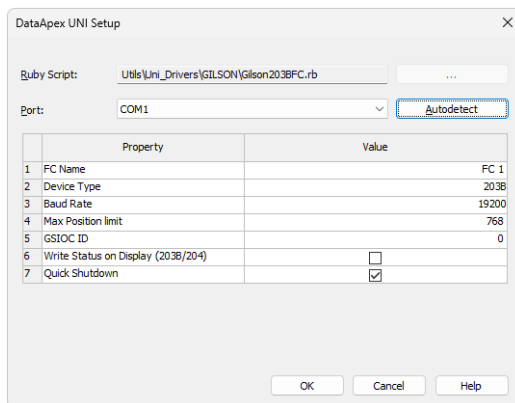 DataApex UNI Setup
Ruby Script: Utils\Uni_Drivers\GILSON\Gilson203BFC.rb ...
Port: COM1 Autodetect
Property Value
1 FC Name FC 1
2 Device Type 203B
3 Baud Rate 19200
4 Max Position limit 768
5 GSIOC ID 0
6 Write Status on Display (203B/204)
7 Quick Shutdown
OK Cancel Help